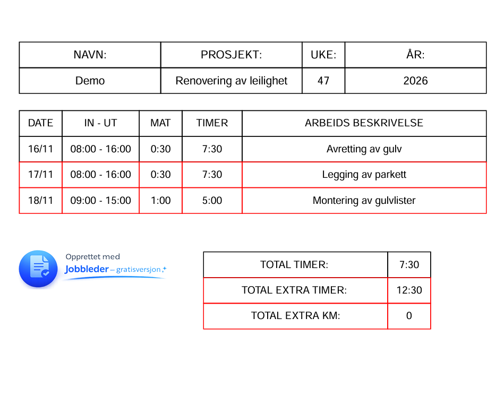 NAVN: PROSJEKT: UKE: ÅR:
Demo Renovering av leilighet 47 2026
DATE IN - UT MAT TIMER ARBEIDS BESKRIVELSE
16/11 08:00 - 16:00 0:30 7:30 Avretting av gulv
17/11 08:00 - 16:00 0:30 7:30 Legging av parkett
18/11 09:00 - 15:00 1:00 5:00 Montering av gulvlister
Opprettet med
Jobbleder – gratisversjon
TOTAL TIMER: 7:30
TOTAL EXTRA TIMER: 12:30
TOTAL EXTRA KM: 0